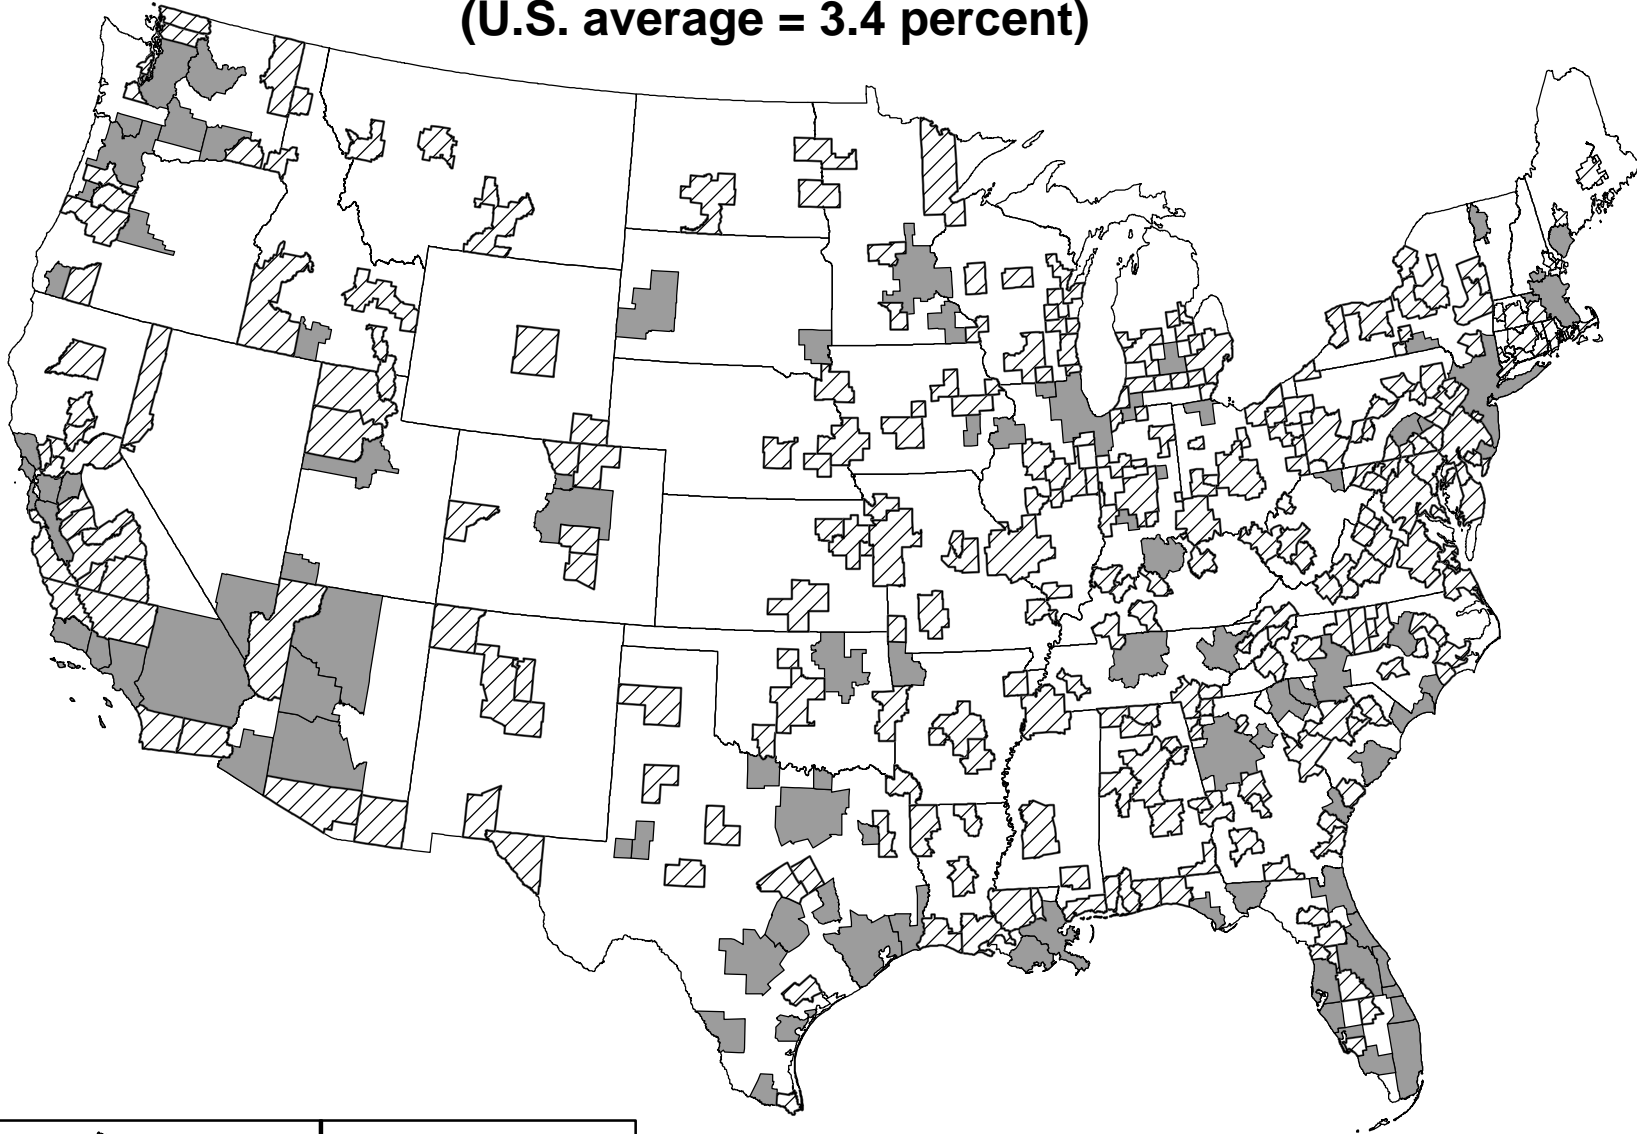 (U.S. average = 3.4 percent)